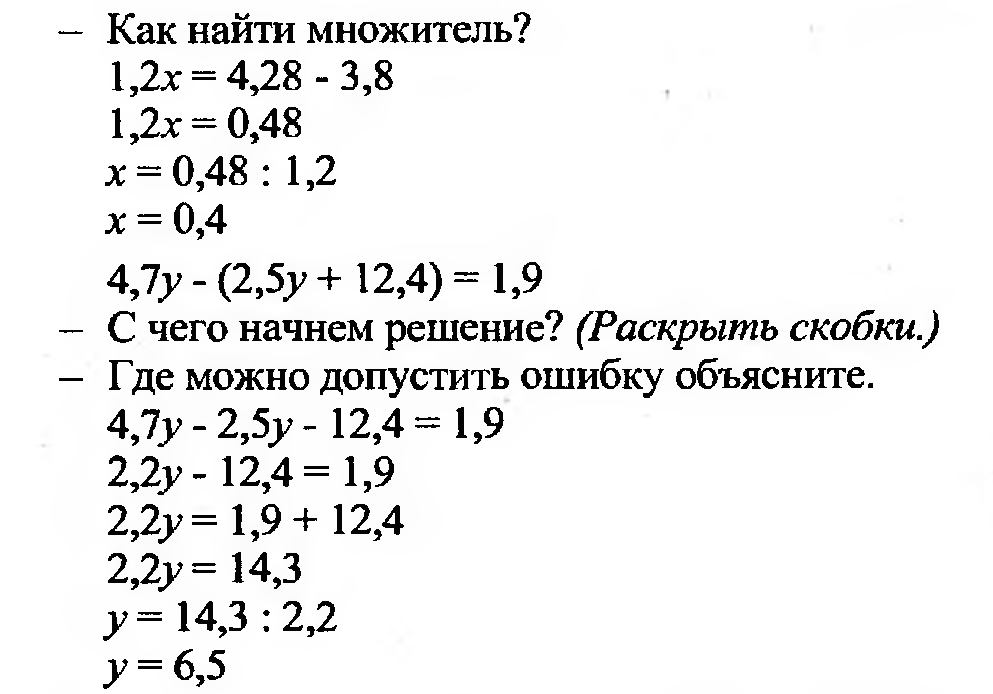 – Как найти множитель?
1,2x = 4,28 - 3,8
1,2x = 0,48
x = 0,48 : 1,2
x = 0,4
4,7y - (2,5y + 12,4) = 1,9
– С чего начнем решение? (Раскрыть скобки.)
– Где можно допустить ошибку объясните.
4,7y - 2,5y - 12,4 = 1,9
2,2y - 12,4 = 1,9
2,2y = 1,9 + 12,4
2,2y = 14,3
y = 14,3 : 2,2
y = 6,5